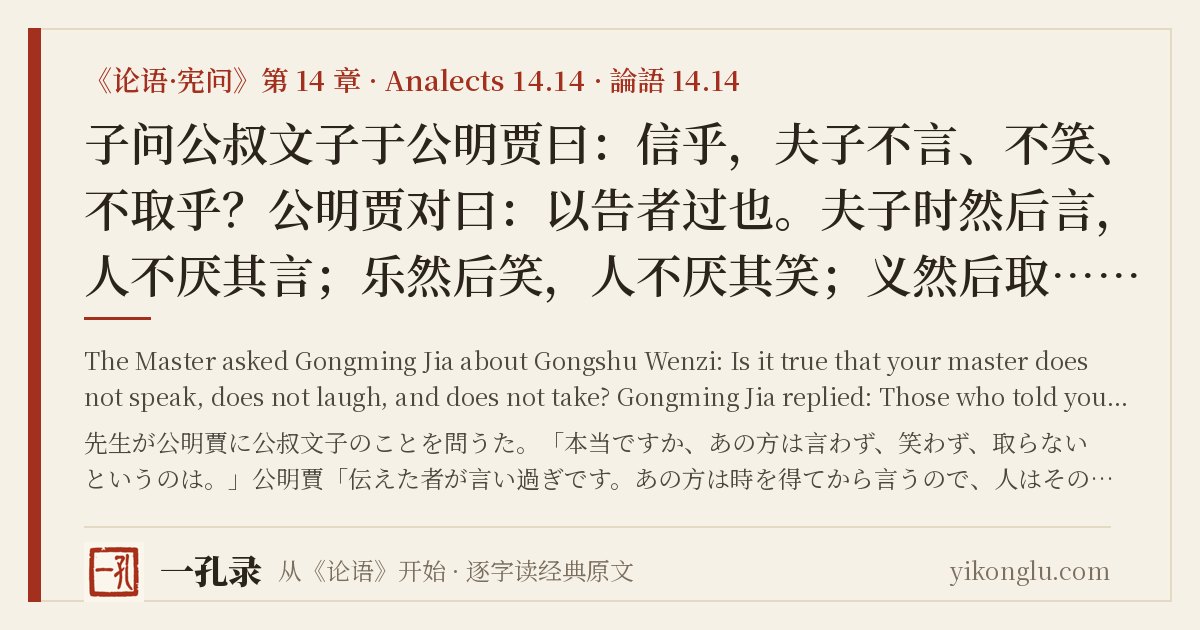 《论语·宪问》第 14 章 · Analects 14.14 · 論語 14.14
子问公叔文子于公明贾曰：信乎，夫子不言、不笑、
不取乎？公明贾对曰：以告者过也。夫子时然后言，
人不厌其言；乐然后笑，人不厌其笑；义然后取……
The Master asked Gongming Jia about Gongshu Wenzi: Is it true that your master does
not speak, does not laugh, and does not take? Gongming Jia replied: Those who told you…
先生が公明賈に公叔文子のことを問うた。「本当ですか、あの方は言わず、笑わず、取らない
というのは。」公明賈「伝えた者が言い過ぎです。あの方は時を得てから言うので、人はその…
一孔
一孔录 从《论语》开始 · 逐字读经典原文 yikonglu.com